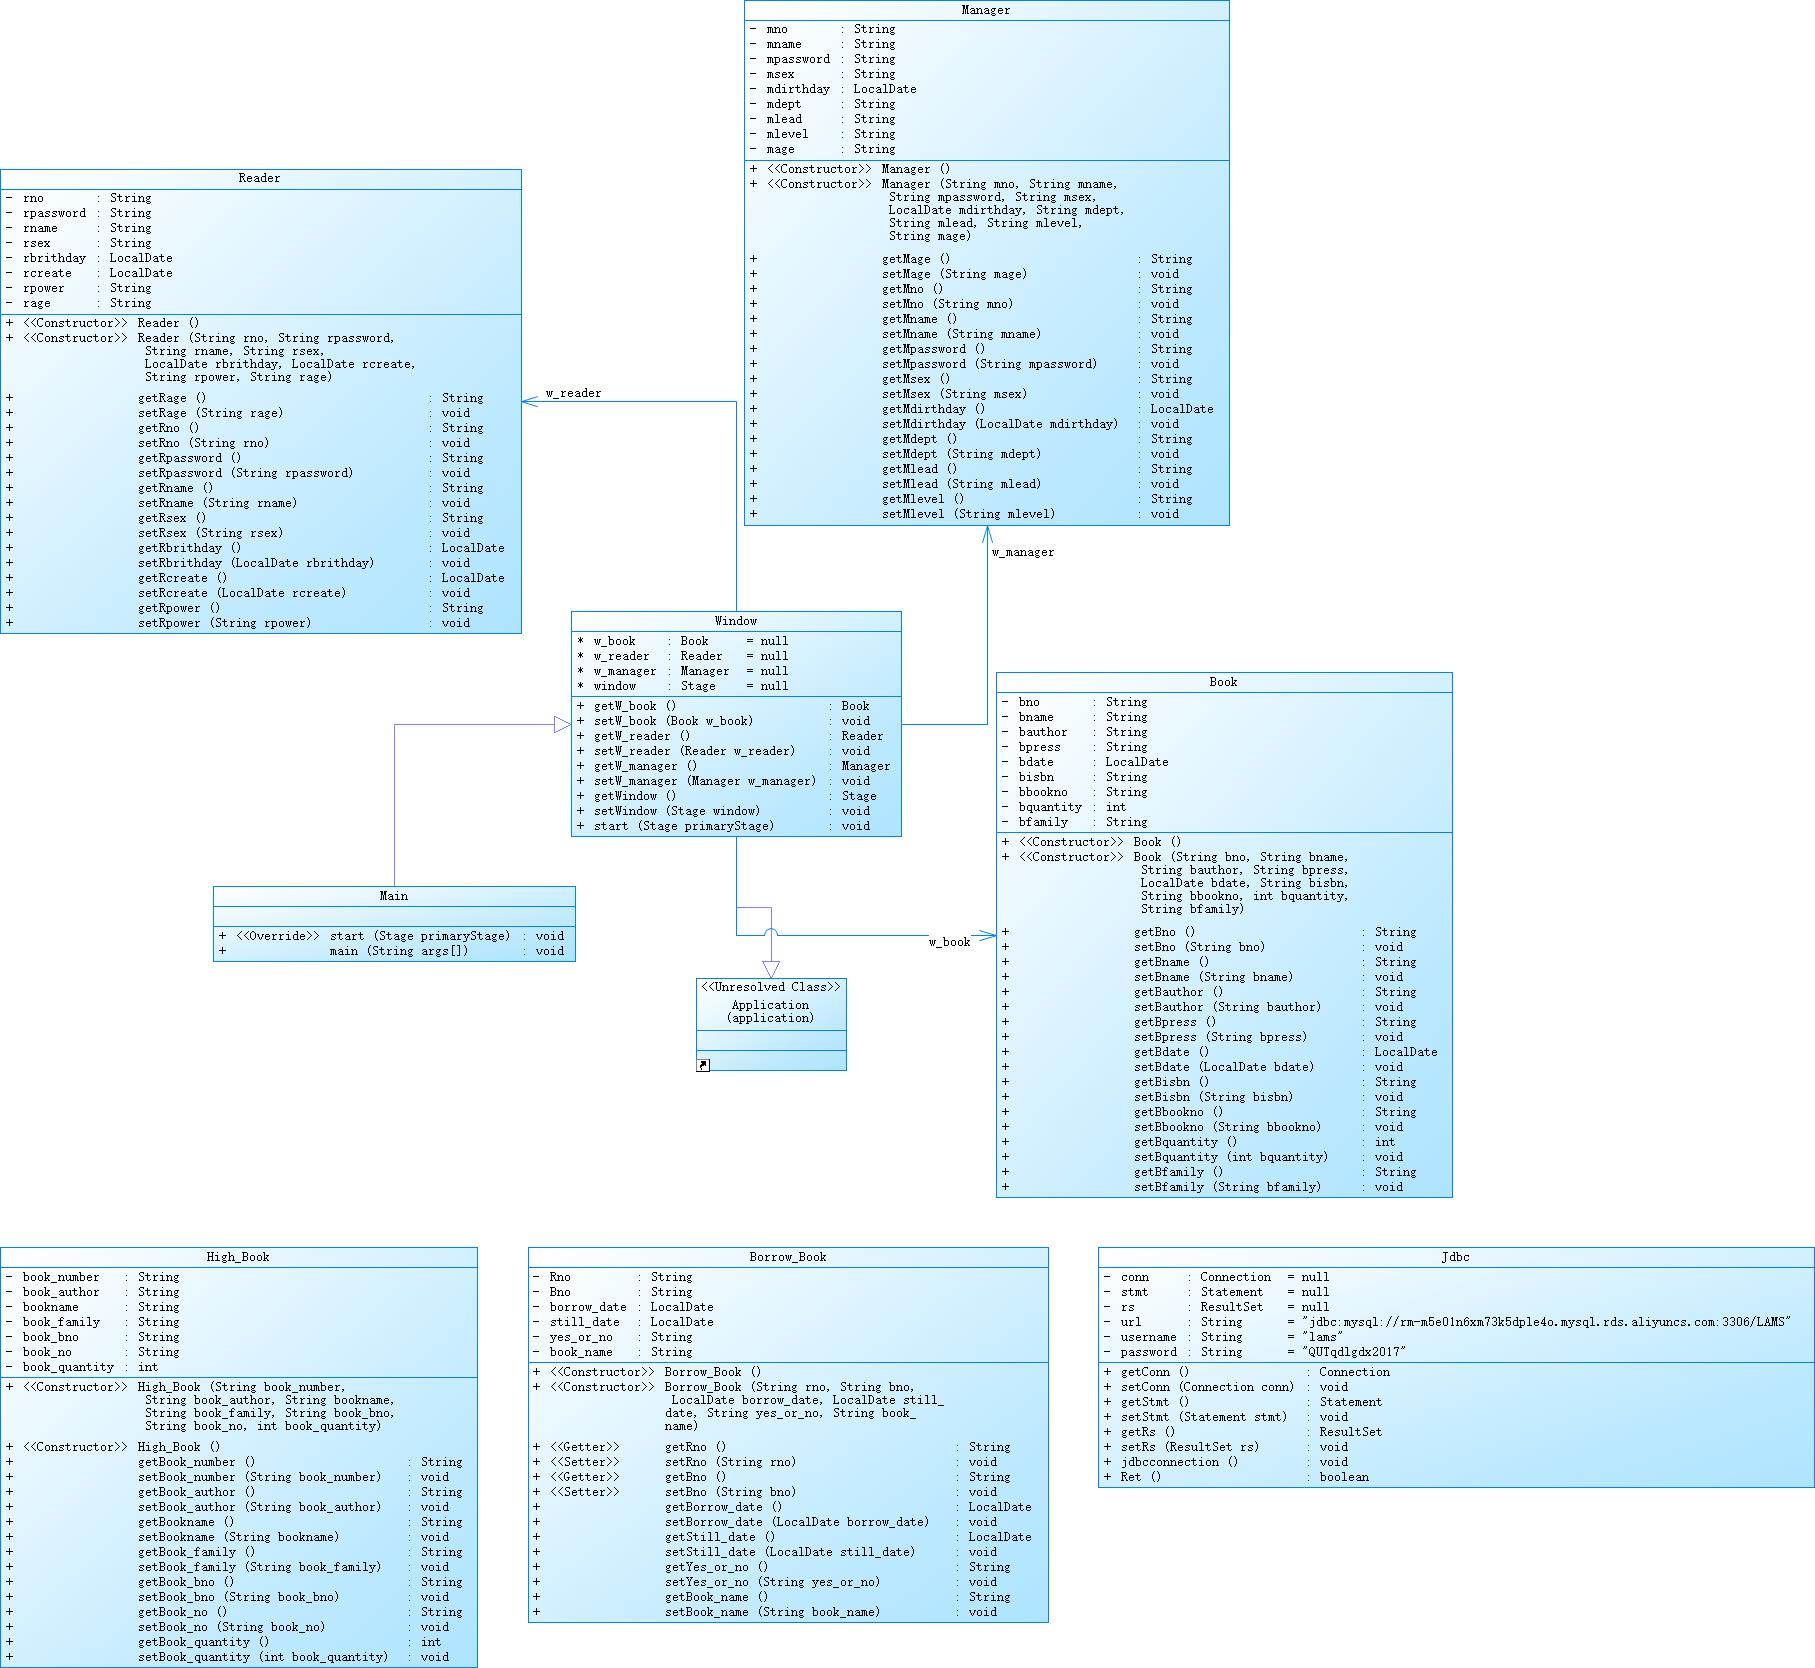 Manager
- mno : String
- mname : String
- mpassword : String
- msex : String
- mdirthday : LocalDate
- mdept : String
- mlead : String
- mlevel : String
- mage : String
+ <<Constructor>> Manager ()
+ <<Constructor>> Manager (String mno, String mname,
String mpassword, String msex,
LocalDate mdirthday, String mdept,
String mlead, String mlevel,
String mage)
+ getMage () : String
+ setMage (String mage) : void
+ getMno () : String
+ setMno (String mno) : void
+ getMname () : String
+ setMname (String mname) : void
+ getMpassword () : String
+ setMpassword (String mpassword) : void
+ getMsex () : String
+ setMsex (String msex) : void
+ getMdirthday () : LocalDate
+ setMdirthday (LocalDate mdirthday) : void
+ getMdept () : String
+ setMdept (String mdept) : void
+ getMlead () : String
+ setMlead (String mlead) : void
+ getMlevel () : String
+ setMlevel (String mlevel) : void
Reader
- rno : String
- rpassword : String
- rname : String
- rsex : String
- rbrithday : LocalDate
- rcreate : LocalDate
- rpower : String
- rage : String
+ <<Constructor>> Reader ()
+ <<Constructor>> Reader (String rno, String rpassword,
String rname, String rsex,
LocalDate rbrithday, LocalDate rcreate,
String rpower, String rage)
+ getRage () : String
+ setRage (String rage) : void
+ getRno () : String
+ setRno (String rno) : void
+ getRpassword () : String
+ setRpassword (String rpassword) : void
+ getRname () : String
+ setRname (String rname) : void
+ getRsex () : String
+ setRsex (String rsex) : void
+ getRbrithday () : LocalDate
+ setRbrithday (LocalDate rbrithday) : void
+ getRcreate () : LocalDate
+ setRcreate (LocalDate rcreate) : void
+ getRpower () : String
+ setRpower (String rpower) : void
w_reader
w_manager
Window
* w_book : Book = null
* w_reader : Reader = null
* w_manager : Manager = null
* window : Stage = null
+ getW_book () : Book
+ setW_book (Book w_book) : void
+ getW_reader () : Reader
+ setW_reader (Reader w_reader) : void
+ getW_manager () : Manager
+ setW_manager (Manager w_manager) : void
+ getWindow () : Stage
+ setWindow (Stage window) : void
+ start (Stage primaryStage) : void
Book
- bno : String
- bname : String
- bauthor : String
- bpress : String
- bdate : LocalDate
- bisbn : String
- bbookno : String
- bquantity : int
- bfamily : String
+ <<Constructor>> Book ()
+ <<Constructor>> Book (String bno, String bname,
String bauthor, String bpress,
LocalDate bdate, String bisbn,
String bbookno, int bquantity,
String bfamily)
+ getBno () : String
+ setBno (String bno) : void
+ getBname () : String
+ setBname (String bname) : void
+ getBauthor () : String
+ setBauthor (String bauthor) : void
+ getBpress () : String
+ setBpress (String bpress) : void
+ getBdate () : LocalDate
+ setBdate (LocalDate bdate) : void
+ getBisbn () : String
+ setBisbn (String bisbn) : void
+ getBbookno () : String
+ setBbookno (String bbookno) : void
+ getBquantity () : int
+ setBquantity (int bquantity) : void
+ getBfamily () : String
+ setBfamily (String bfamily) : void
Main
+ <<Override>> start (Stage primaryStage) : void
+ main (String args[]) : void
w_book
<<Unresolved Class>>
Application
(application)
High_Book
- book_number : String
- book_author : String
- bookname : String
- book_family : String
- book_bno : String
- book_no : String
- book_quantity : int
+ <<Constructor>> High_Book (String book_number,
String book_author, String bookname,
String book_family, String book_bno,
String book_no, int book_quantity)
+ <<Constructor>> High_Book ()
+ getBook_number () : String
+ setBook_number (String book_number) : void
+ getBook_author () : String
+ setBook_author (String book_author) : void
+ getBookname () : String
+ setBookname (String bookname) : void
+ getBook_family () : String
+ setBook_family (String book_family) : void
+ getBook_bno () : String
+ setBook_bno (String book_bno) : void
+ getBook_no () : String
+ setBook_no (String book_no) : void
+ getBook_quantity () : int
+ setBook_quantity (int book_quantity) : void
Borrow_Book
- Rno : String
- Bno : String
- borrow_date : LocalDate
- still_date : LocalDate
- yes_or_no : String
- book_name : String
+ <<Constructor>> Borrow_Book ()
+ <<Constructor>> Borrow_Book (String rno, String bno,
LocalDate borrow_date, LocalDate still_
date, String yes_or_no, String book_
name)
+ <<Getter>> getRno () : String
+ <<Setter>> setRno (String rno) : void
+ <<Getter>> getBno () : String
+ <<Setter>> setBno (String bno) : void
+ getBorrow_date () : LocalDate
+ setBorrow_date (LocalDate borrow_date) : void
+ getStill_date () : LocalDate
+ setStill_date (LocalDate still_date) : void
+ getYes_or_no () : String
+ setYes_or_no (String yes_or_no) : void
+ getBook_name () : String
+ setBook_name (String book_name) : void
Jdbc
- conn : Connection = null
- stmt : Statement = null
- rs : ResultSet = null
- url : String = "jdbc:mysql://rm-m5e01n6xm73k5dple4o.mysql.rds.aliyuncs.com:3306/LAMS"
- username : String = "lams"
- password : String = "QUTqdlgdx2017"
+ getConn () : Connection
+ setConn (Connection conn) : void
+ getStmt () : Statement
+ setStmt (Statement stmt) : void
+ getRs () : ResultSet
+ setRs (ResultSet rs) : void
+ jdbcconnection () : void
+ Ret () : boolean